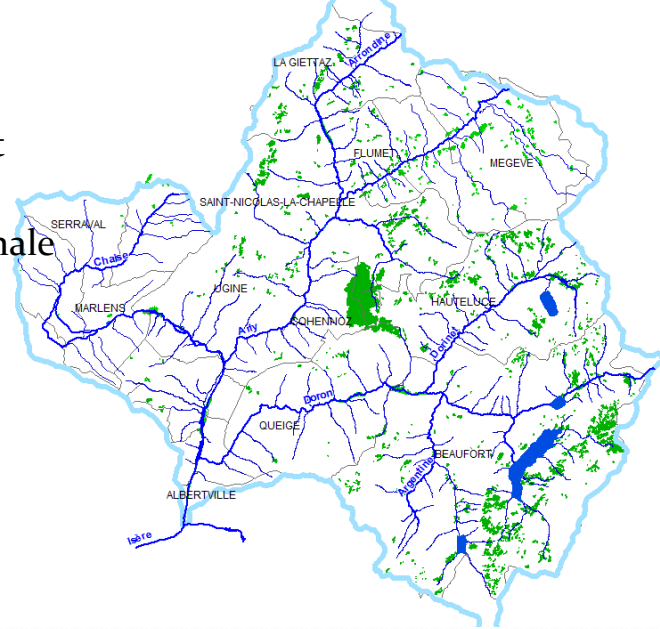 Arrondine
LA GIETTAZ
t
FLUMET
MEGEVE
SAINT-NICOLAS-LA-CHAPELLE
SERRAVAL
nale
Chaise
UGINE
MARLENS
HAUTELUCE
Arly
COHENNOZ
Dorinet
Doron
QUEIGE
BEAUFORT
Argentine
ALBERTVILLE
Isère